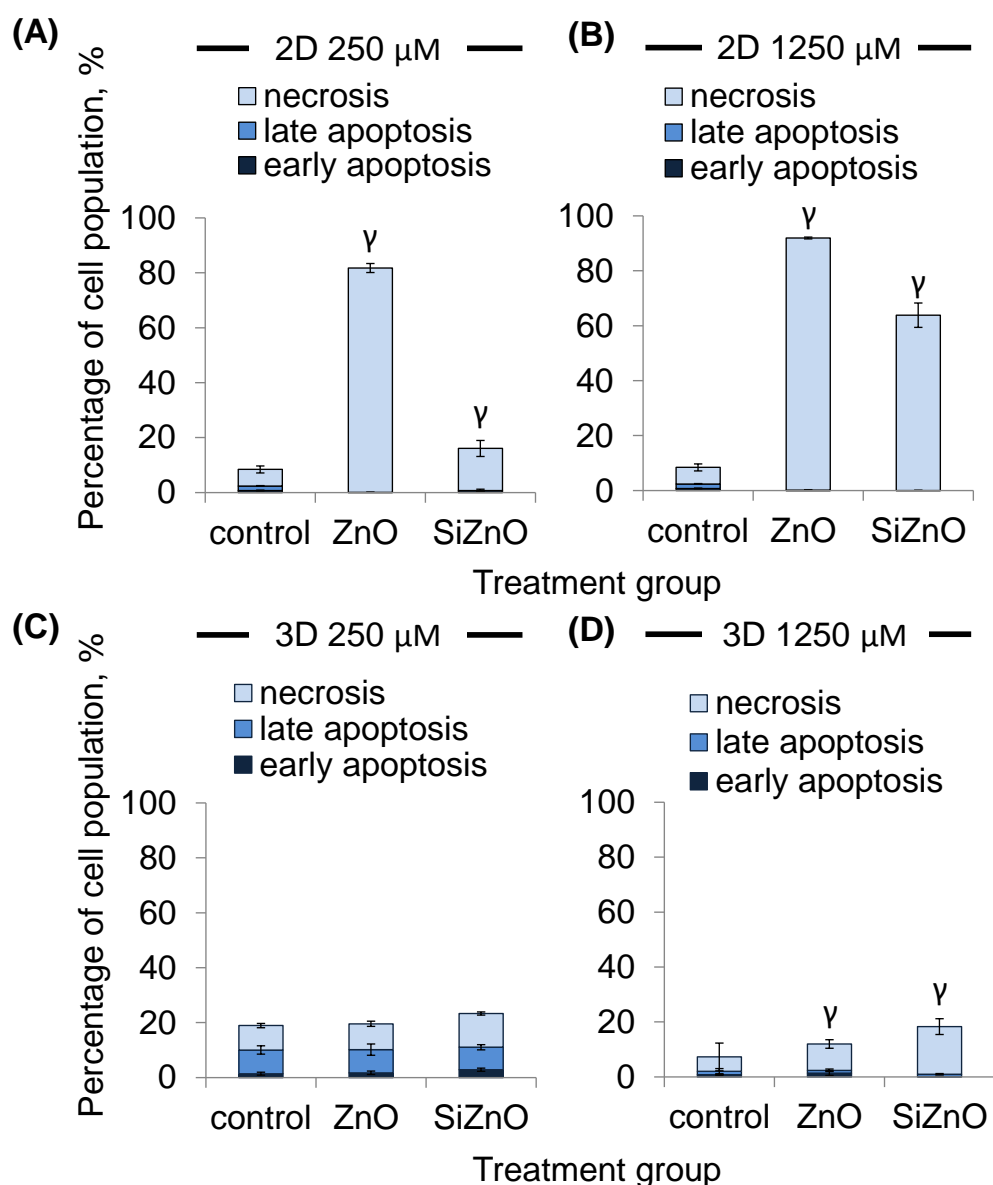 (A) 2D 250 μM
necrosis
late apoptosis
early apoptosis
Percentage of cell population, %
100
80
60
40
20
0
γ
γ
control ZnO SiZnO
(B) 2D 1250 μM
necrosis
late apoptosis
early apoptosis
100
80
60
40
20
0
γ
γ
control ZnO SiZnO
Treatment group
(C) 3D 250 μM
necrosis
late apoptosis
early apoptosis
Percentage of cell population, %
100
80
60
40
20
0
control ZnO SiZnO
(D) 3D 1250 μM
necrosis
late apoptosis
early apoptosis
100
80
60
40
20
0
γ
γ
control ZnO SiZnO
Treatment group